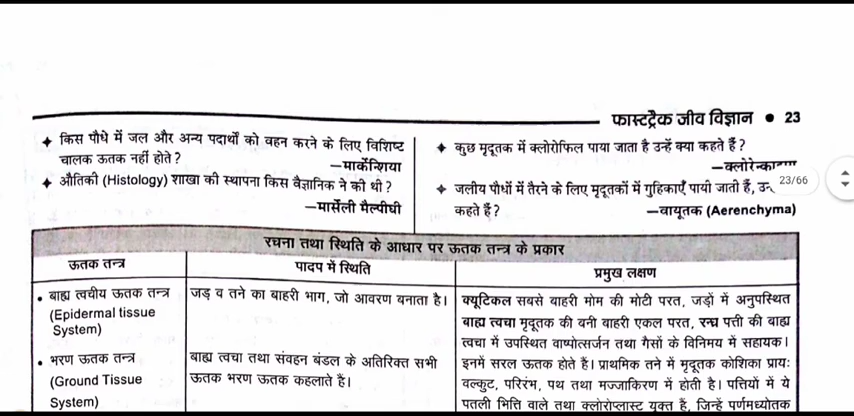 फास्टट्रैक जीव विज्ञान ● 23
✦ किस पौधे में जल और अन्य पदार्थों को वहन करने के लिए विशिष्ट
चालक ऊतक नहीं होते ?
—मार्केन्शिया
✦ औतिकी (Histology) शाखा की स्थापना किस वैज्ञानिक ने की थी ?
—मार्सेली मैल्पीघी
✦ कुछ मृदूतक में क्लोरोफिल पाया जाता है उन्हें क्या कहते हैं ?
✦ जलीय पौधों में तैरने के लिए मृदूतकों में गुहिकाएँ पायी जाती हैं,
कहते हैं ?
—वायूतक (Aerenchyma)
23/66
रचना तथा स्थिति के आधार पर ऊतक तन्त्र के प्रकार
ऊतक तन्त्र
पादप में स्थिति
प्रमुख लक्षण
• बाह्य त्वचीय ऊतक तन्त्र
(Epidermal tissue
System)
जड़ व तने का बाहरी भाग, जो आवरण बनाता है।
क्यूटिकल सबसे बाहरी मोम की मोटी परत, जड़ों में अनुपस्थित
बाह्य त्वचा मृदूतक की बनी बाहरी एकल परत, रन्ध्र पत्ती की बाह्य
त्वचा में उपस्थित वाष्पोत्सर्जन तथा गैसों के विनिमय में सहायक।
• भरण ऊतक तन्त्र
(Ground Tissue
System)
बाह्य त्वचा तथा संवहन बंडल के अतिरिक्त सभी
ऊतक भरण ऊतक कहलाते हैं।
इनमें सरल ऊतक होते हैं। प्राथमिक तने में मृदूतक कोशिका प्रायः
वल्कुट, परिरंभ, पथ तथा मज्जाकिरण में होती है। पत्तियों में ये
पतली भित्ति वाले तथा क्लोरोप्लास्ट युक्त हैं, जिन्हें पर्णमध्योतक